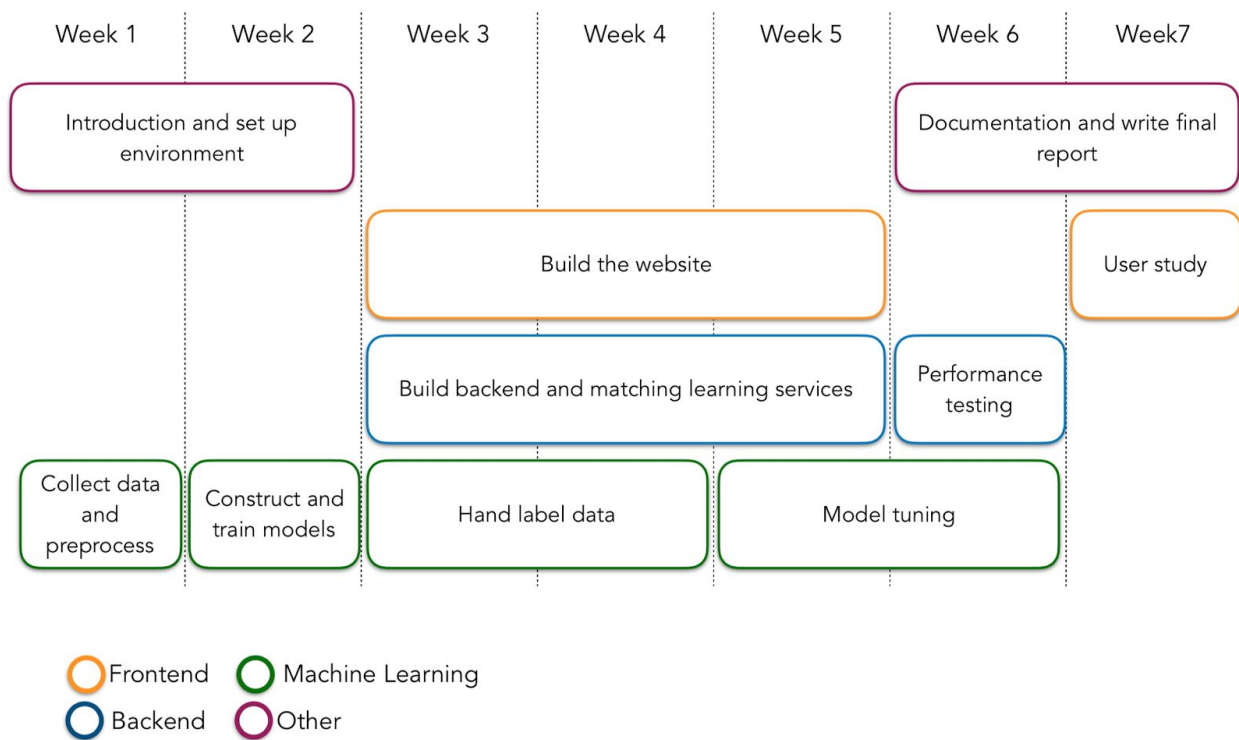 Week 1 Week 2 Week 3 Week 4 Week 5 Week 6 Week7
Introduction and set up
environment
Documentation and write final
report
Build the website
User study
Build backend and matching learning services
Performance
testing
Collect data
and
preprocess
Construct and
train models
Hand label data
Model tuning
Frontend
Machine Learning
Backend
Other